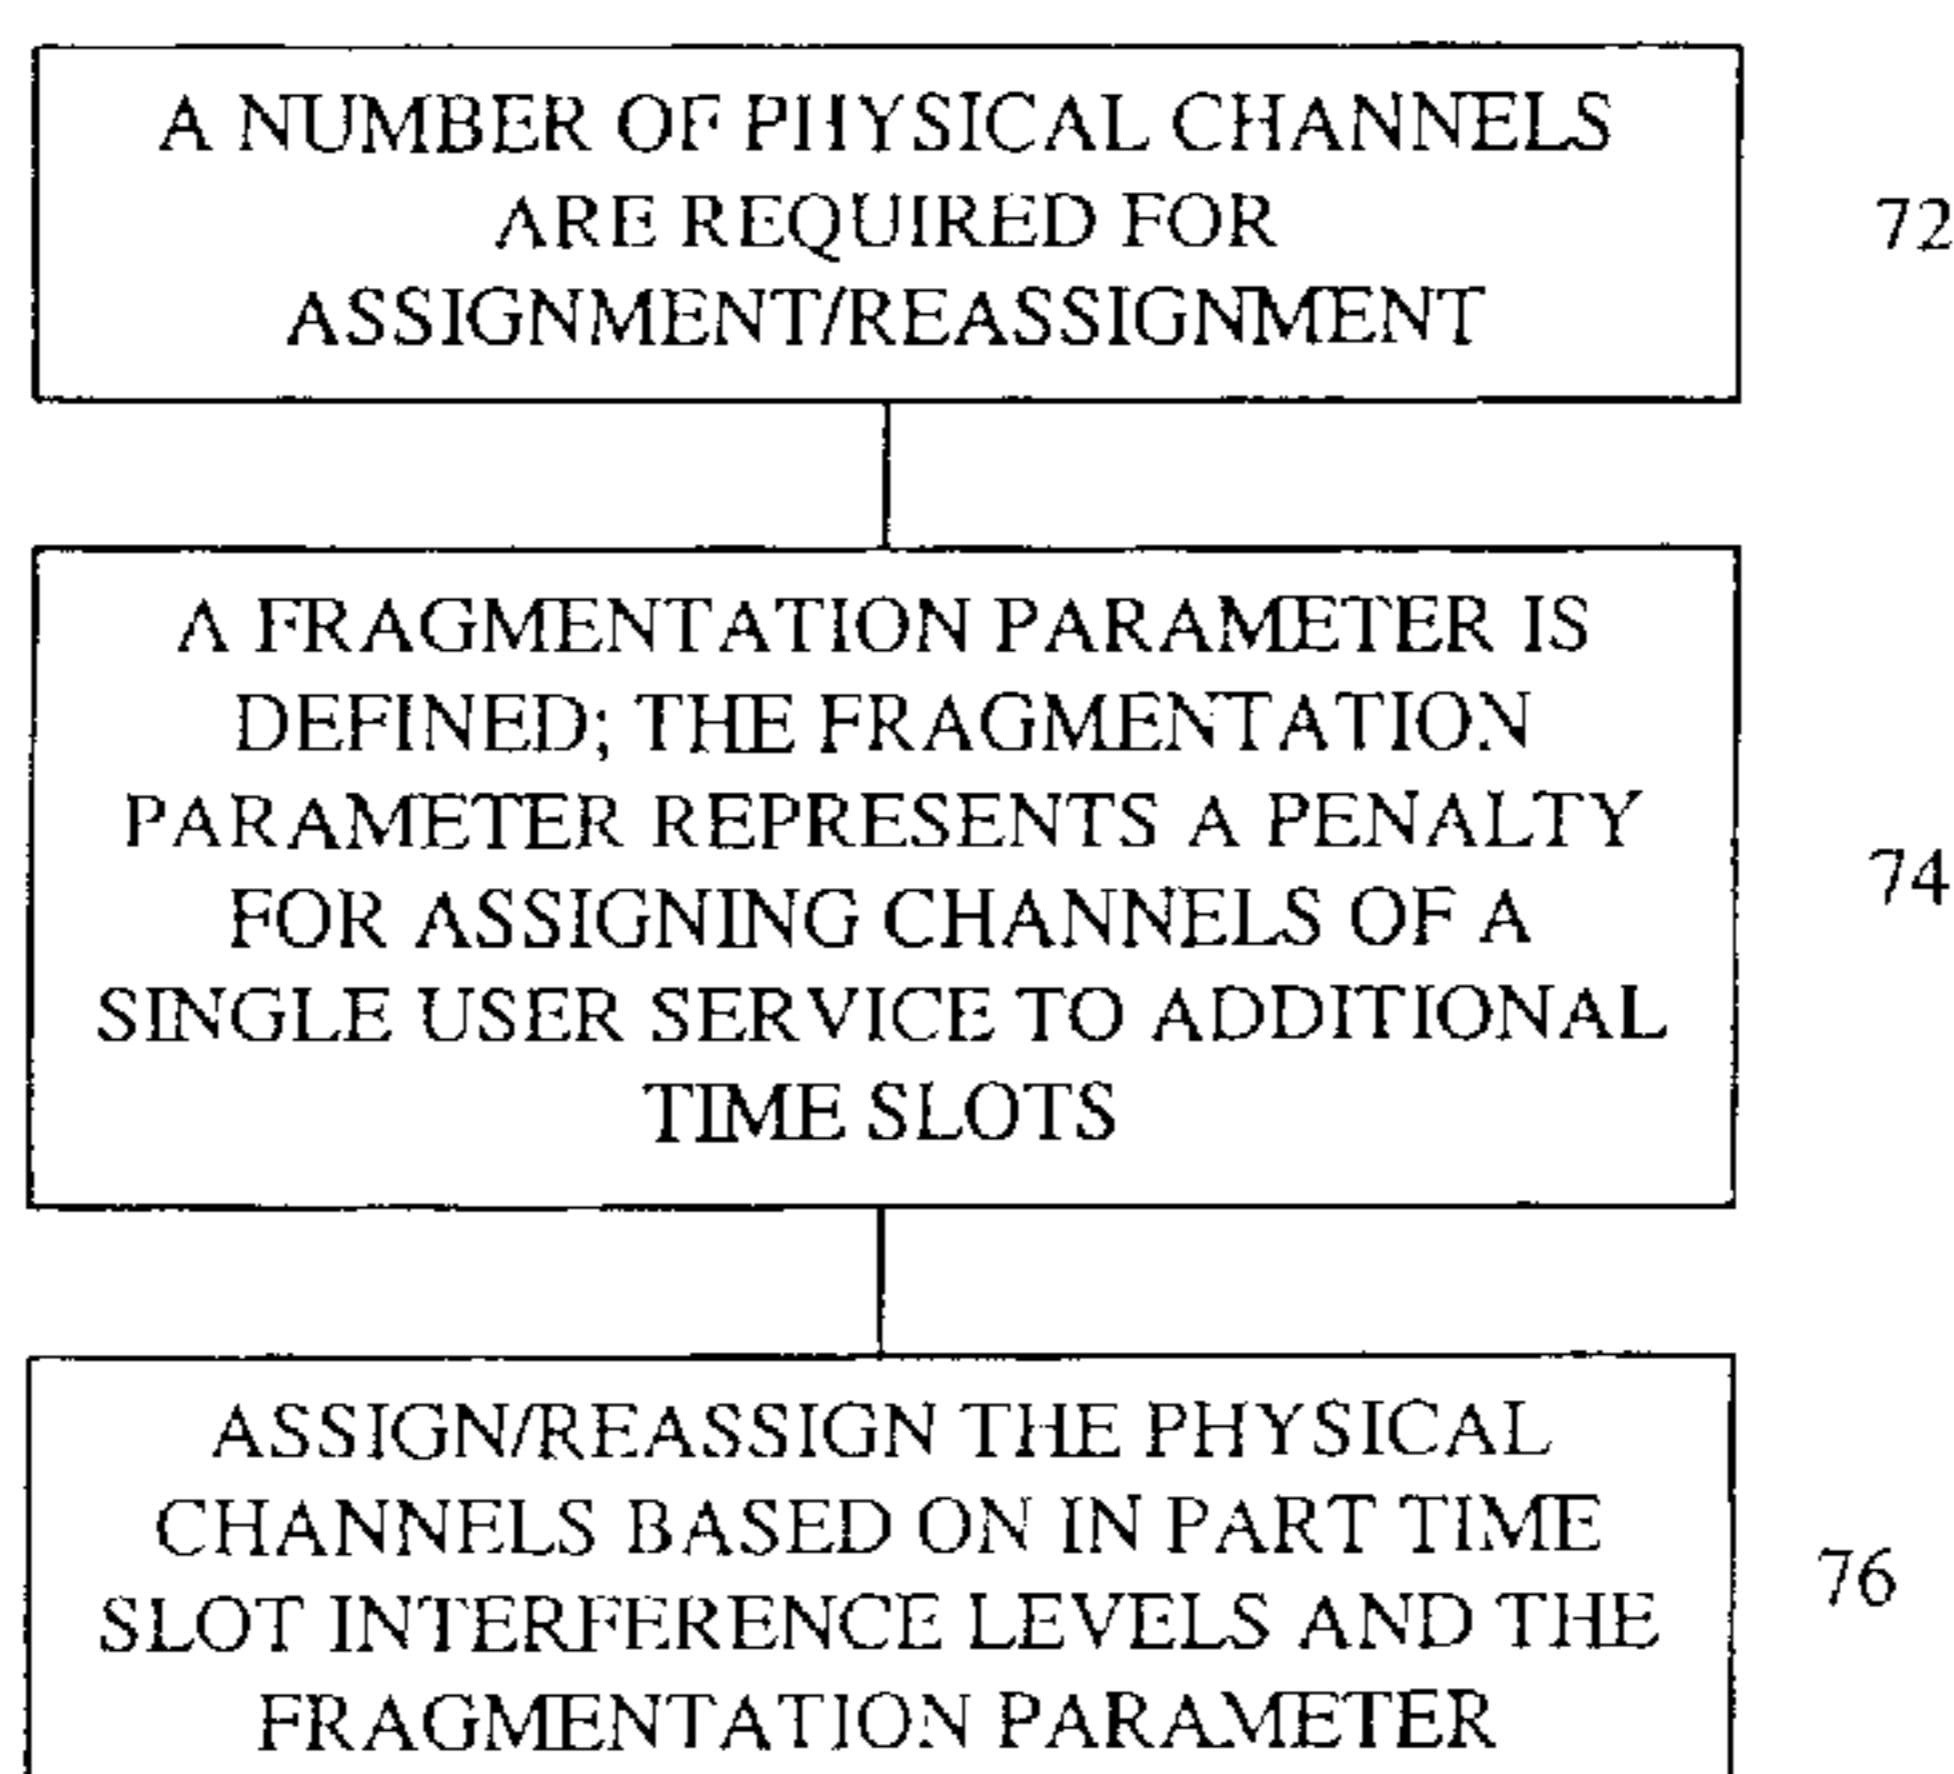 A NUMBER OF PHYSICAL CHANNELS
ARE REQUIRED FOR
ASSIGNMENT/REASSIGNMENT
72
A FRAGMENTATION PARAMETER IS
DEFINED; THE FRAGMENTATION
PARAMETER REPRESENTS A PENALTY
FOR ASSIGNING CHANNELS OF A
SINGLE USER SERVICE TO ADDITIONAL
TIME SLOTS
74
ASSIGN/REASSIGN THE PHYSICAL
CHANNELS BASED ON IN PART TIME
SLOT INTERFERENCE LEVELS AND THE
FRAGMENTATION PARAMETER
76